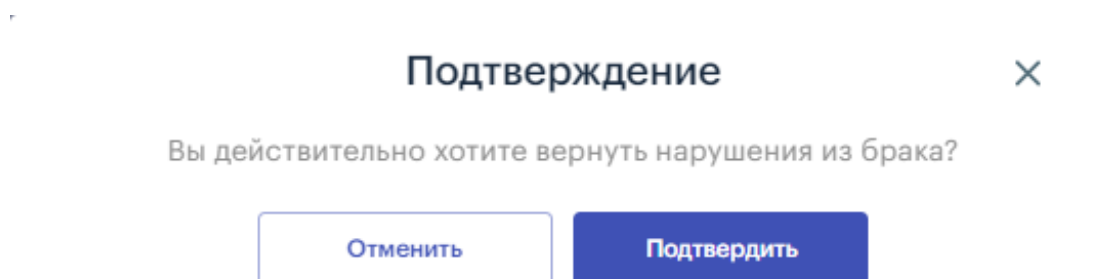 Подтверждение
Вы действительно хотите вернуть нарушения из брака?
Отменить
Подтвердить